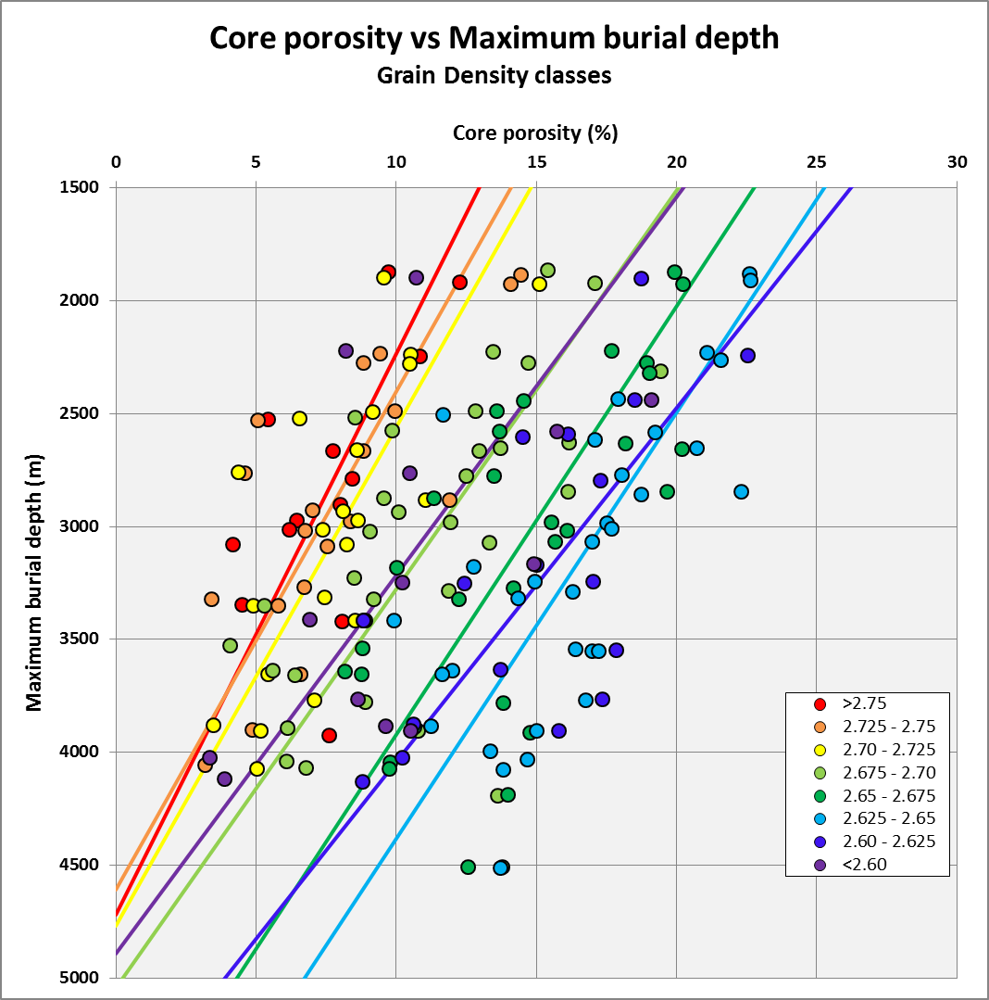 Core porosity vs Maximum burial depth
Grain Density classes
Core porosity (%)
0 5 10 15 20 25 30
Maximum burial depth (m)
1500
2000
2500
3000
3500
4000
4500
5000
>2.75
2.725 - 2.75
2.70 - 2.725
2.675 - 2.70
2.65 - 2.675
2.625 - 2.65
2.60 - 2.625
<2.60